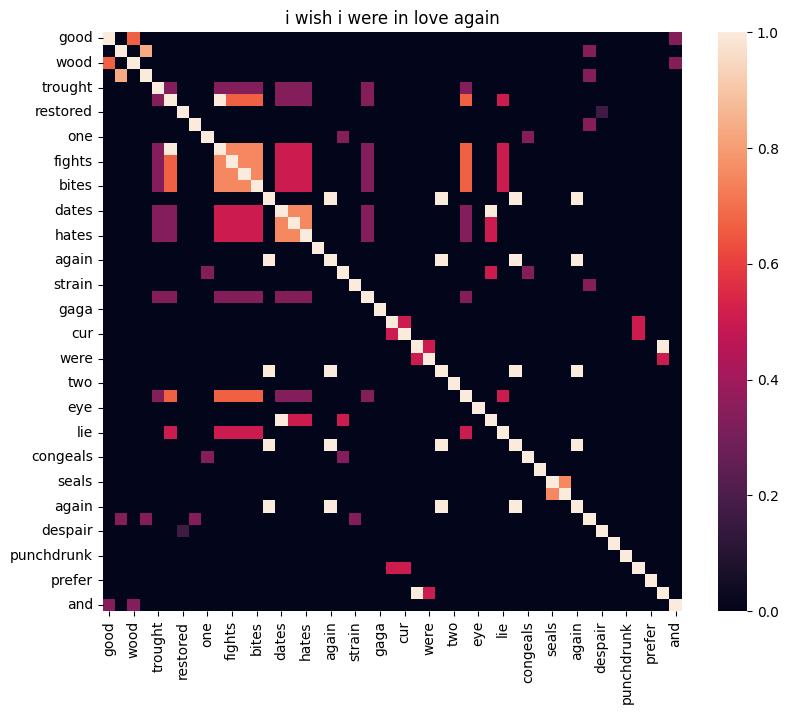 i wish i were in love again
good
wood
trought
restored
one
fights
bites
dates
hates
again
strain
gaga
cur
were
two
eye
lie
congeals
seals
again
despair
punchdrunk
prefer
and
1.0
0.8
0.6
0.4
0.2
0.0
good
wood
trought
restored
one
fights
bites
dates
hates
again
strain
gaga
cur
were
two
eye
lie
congeals
seals
again
despair
punchdrunk
prefer
and